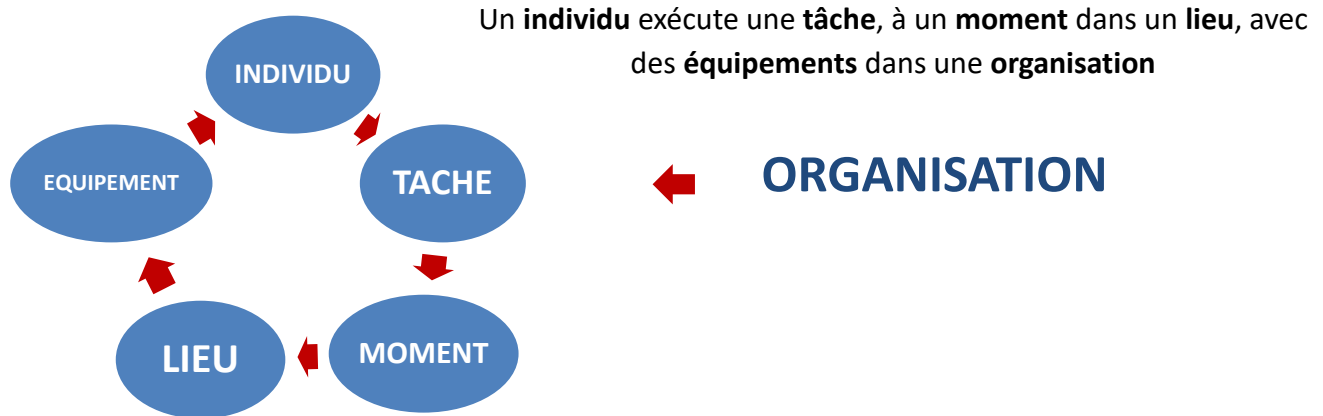 Un individu exécute une tâche, à un moment dans un lieu, avec
des équipements dans une organisation
INDIVIDU
EQUIPEMENT
TACHE
ORGANISATION
LIEU
MOMENT